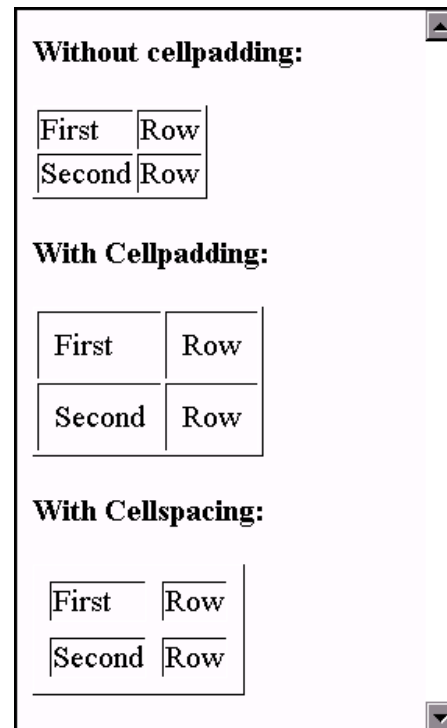 Without cellpadding:
First Row
Second Row
With Cellpadding:
First Row
Second Row
With Cellspacing:
First Row
Second Row